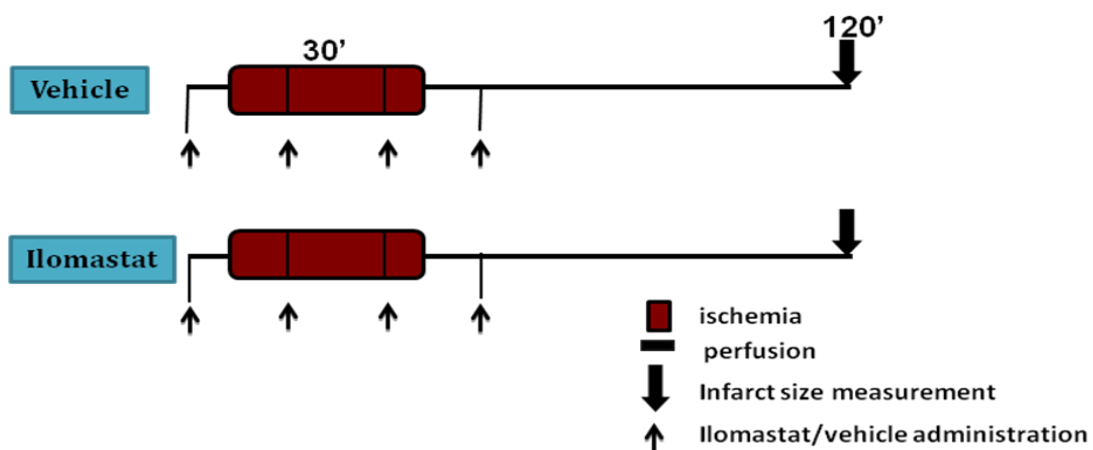 120’
30’
Vehicle
Ilomastat
ischemia
perfusion
Infarct size measurement
Ilomastat/vehicle administration